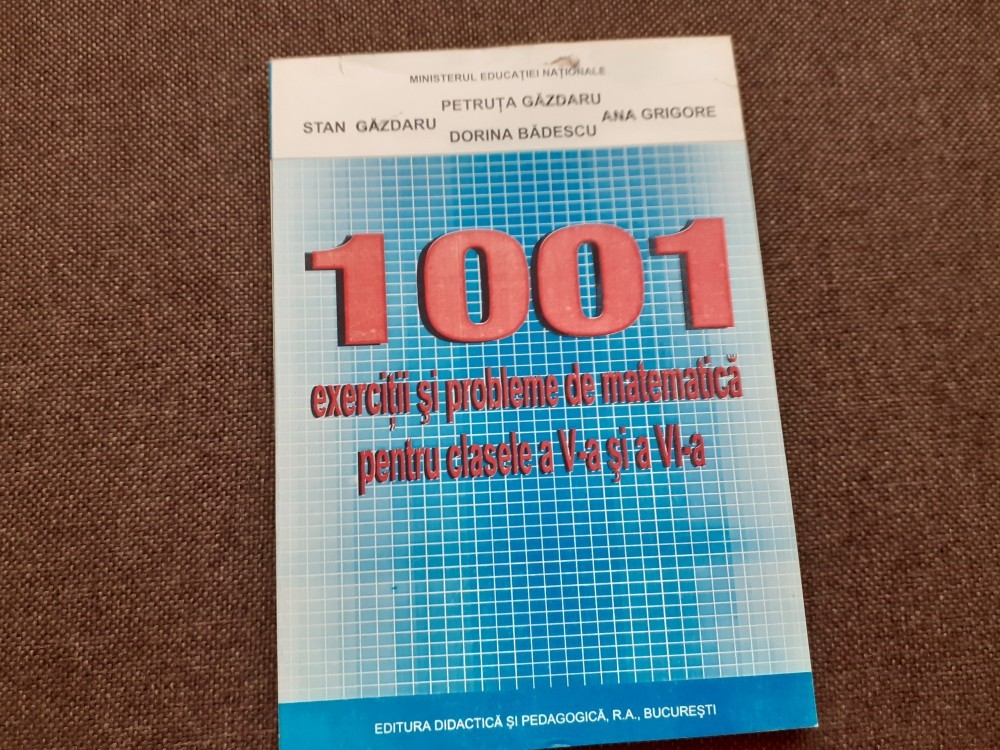 MINISTERUL EDUCAȚIEI NAȚIONALE
PETRUȚA GĂZDARU
STAN GĂZDARU
ANA GRIGORE
DORINA BĂDESCU
1001
exerciții și probleme de matematică
pentru clasele a V-a și a VI-a
EDITURA DIDACTICĂ ȘI PEDAGOGICĂ, R.A., BUCUREȘTI